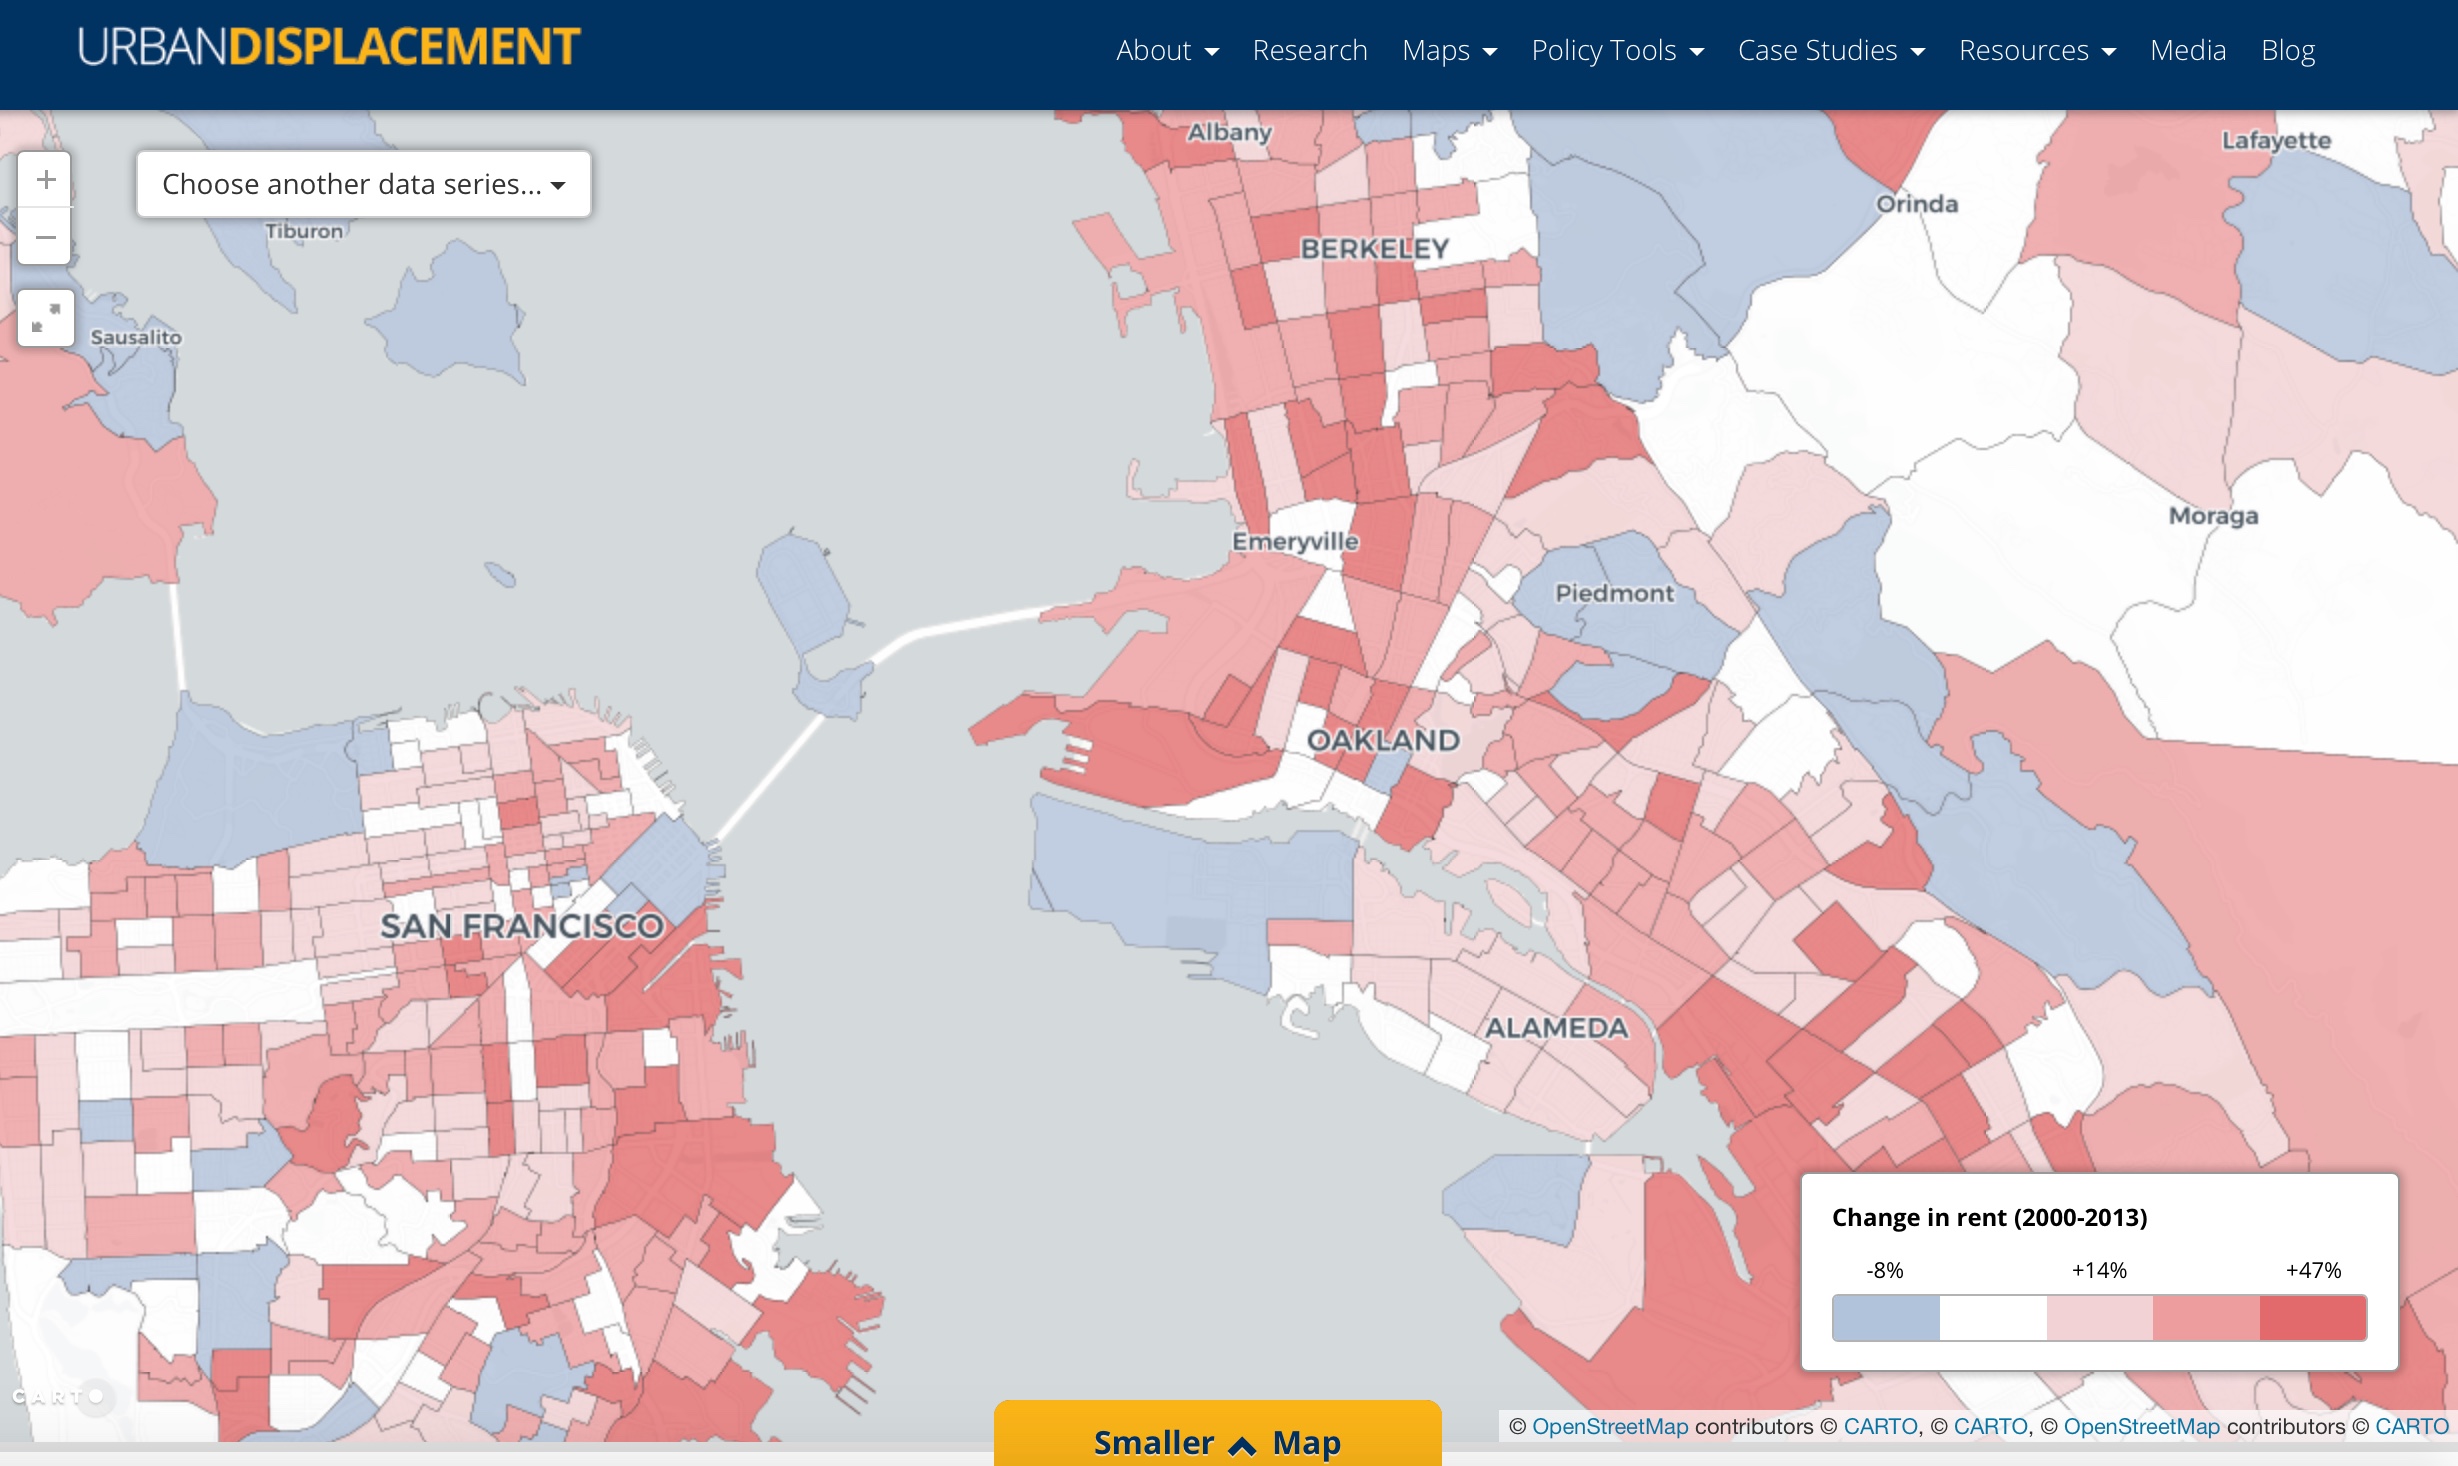 URBANDISPLACEMENT
About Research Maps Policy Tools Case Studies Resources Media Blog
+
−
Choose another data series...
Albany
Lafayette
Orinda
Tiburon
BERKELEY
Sausalito
Moraga
Emeryville
Piedmont
OAKLAND
SAN FRANCISCO
ALAMEDA
Change in rent (2000-2013)
-8% +14% +47%
CARTO
Smaller Map
© OpenStreetMap contributors © CARTO, © CARTO, © OpenStreetMap contributors © CARTO